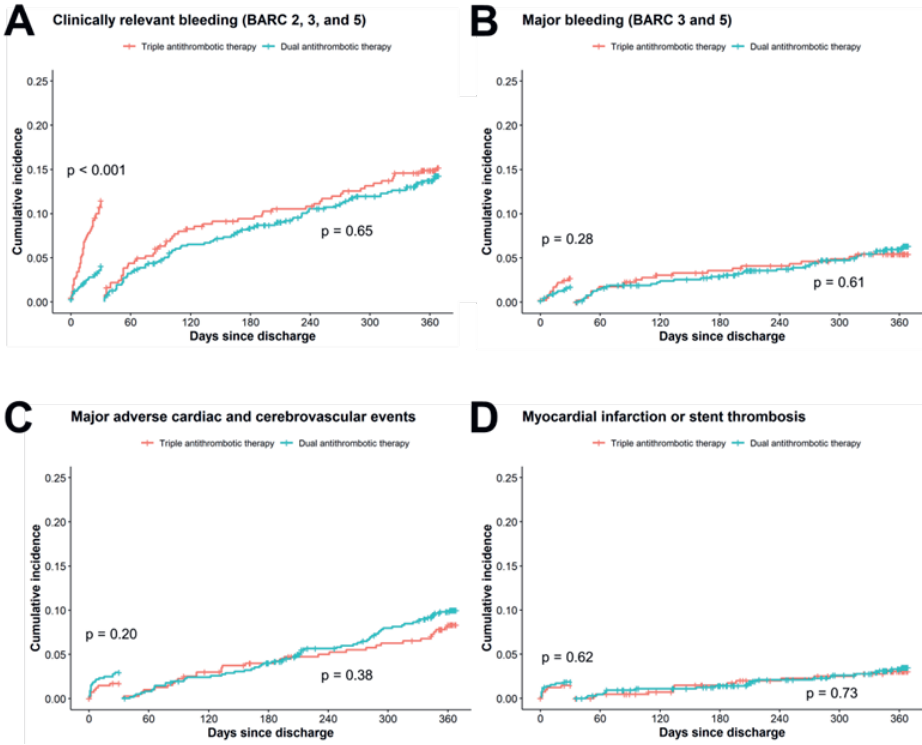 A
Clinically relevant bleeding (BARC 2, 3, and 5)
Triple antithrombotic therapy Dual antithrombotic therapy
Cumulative incidence
0.25
0.20
0.15
0.10
0.05
0.00
p < 0.001
p = 0.65
0 60 120 180 240 300 360
Days since discharge
B
Major bleeding (BARC 3 and 5)
Triple antithrombotic therapy Dual antithrombotic therapy
Cumulative incidence
0.25
0.20
0.15
0.10
0.05
0.00
p = 0.28
p = 0.61
0 60 120 180 240 300 360
Days since discharge
C
Major adverse cardiac and cerebrovascular events
Triple antithrombotic therapy Dual antithrombotic therapy
Cumulative incidence
0.25
0.20
0.15
0.10
0.05
0.00
p = 0.20
p = 0.38
0 60 120 180 240 300 360
Days since discharge
D
Myocardial infarction or stent thrombosis
Triple antithrombotic therapy Dual antithrombotic therapy
Cumulative incidence
0.25
0.20
0.15
0.10
0.05
0.00
p = 0.62
p = 0.73
0 60 120 180 240 300 360
Days since discharge